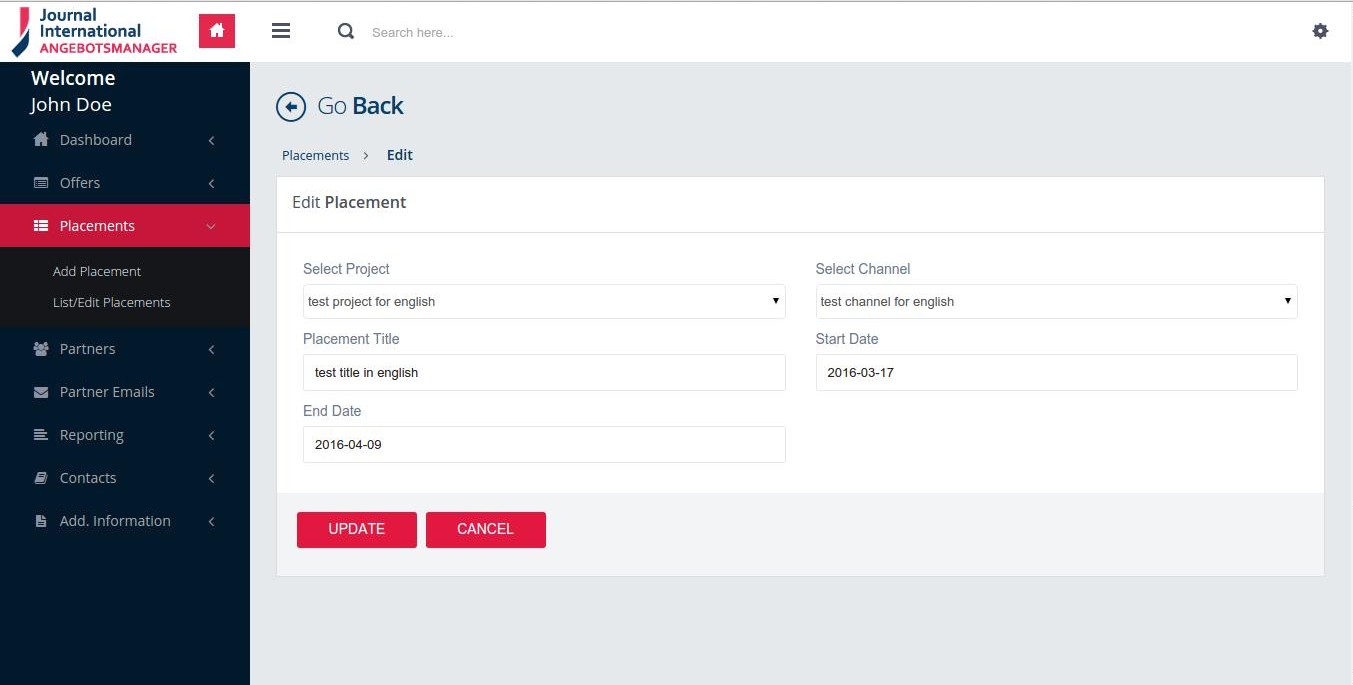 Journal
International
ANGEBOTSMANAGER
Search here...
Welcome
John Doe
Dashboard
Offers
Placements
Add Placement
List/Edit Placements
Partners
Partner Emails
Reporting
Contacts
Add. Information
Go Back
Placements > Edit
Edit Placement
Select Project
test project for english
Select Channel
test channel for english
Placement Title
test title in english
Start Date
2016-03-17
End Date
2016-04-09
UPDATE
CANCEL